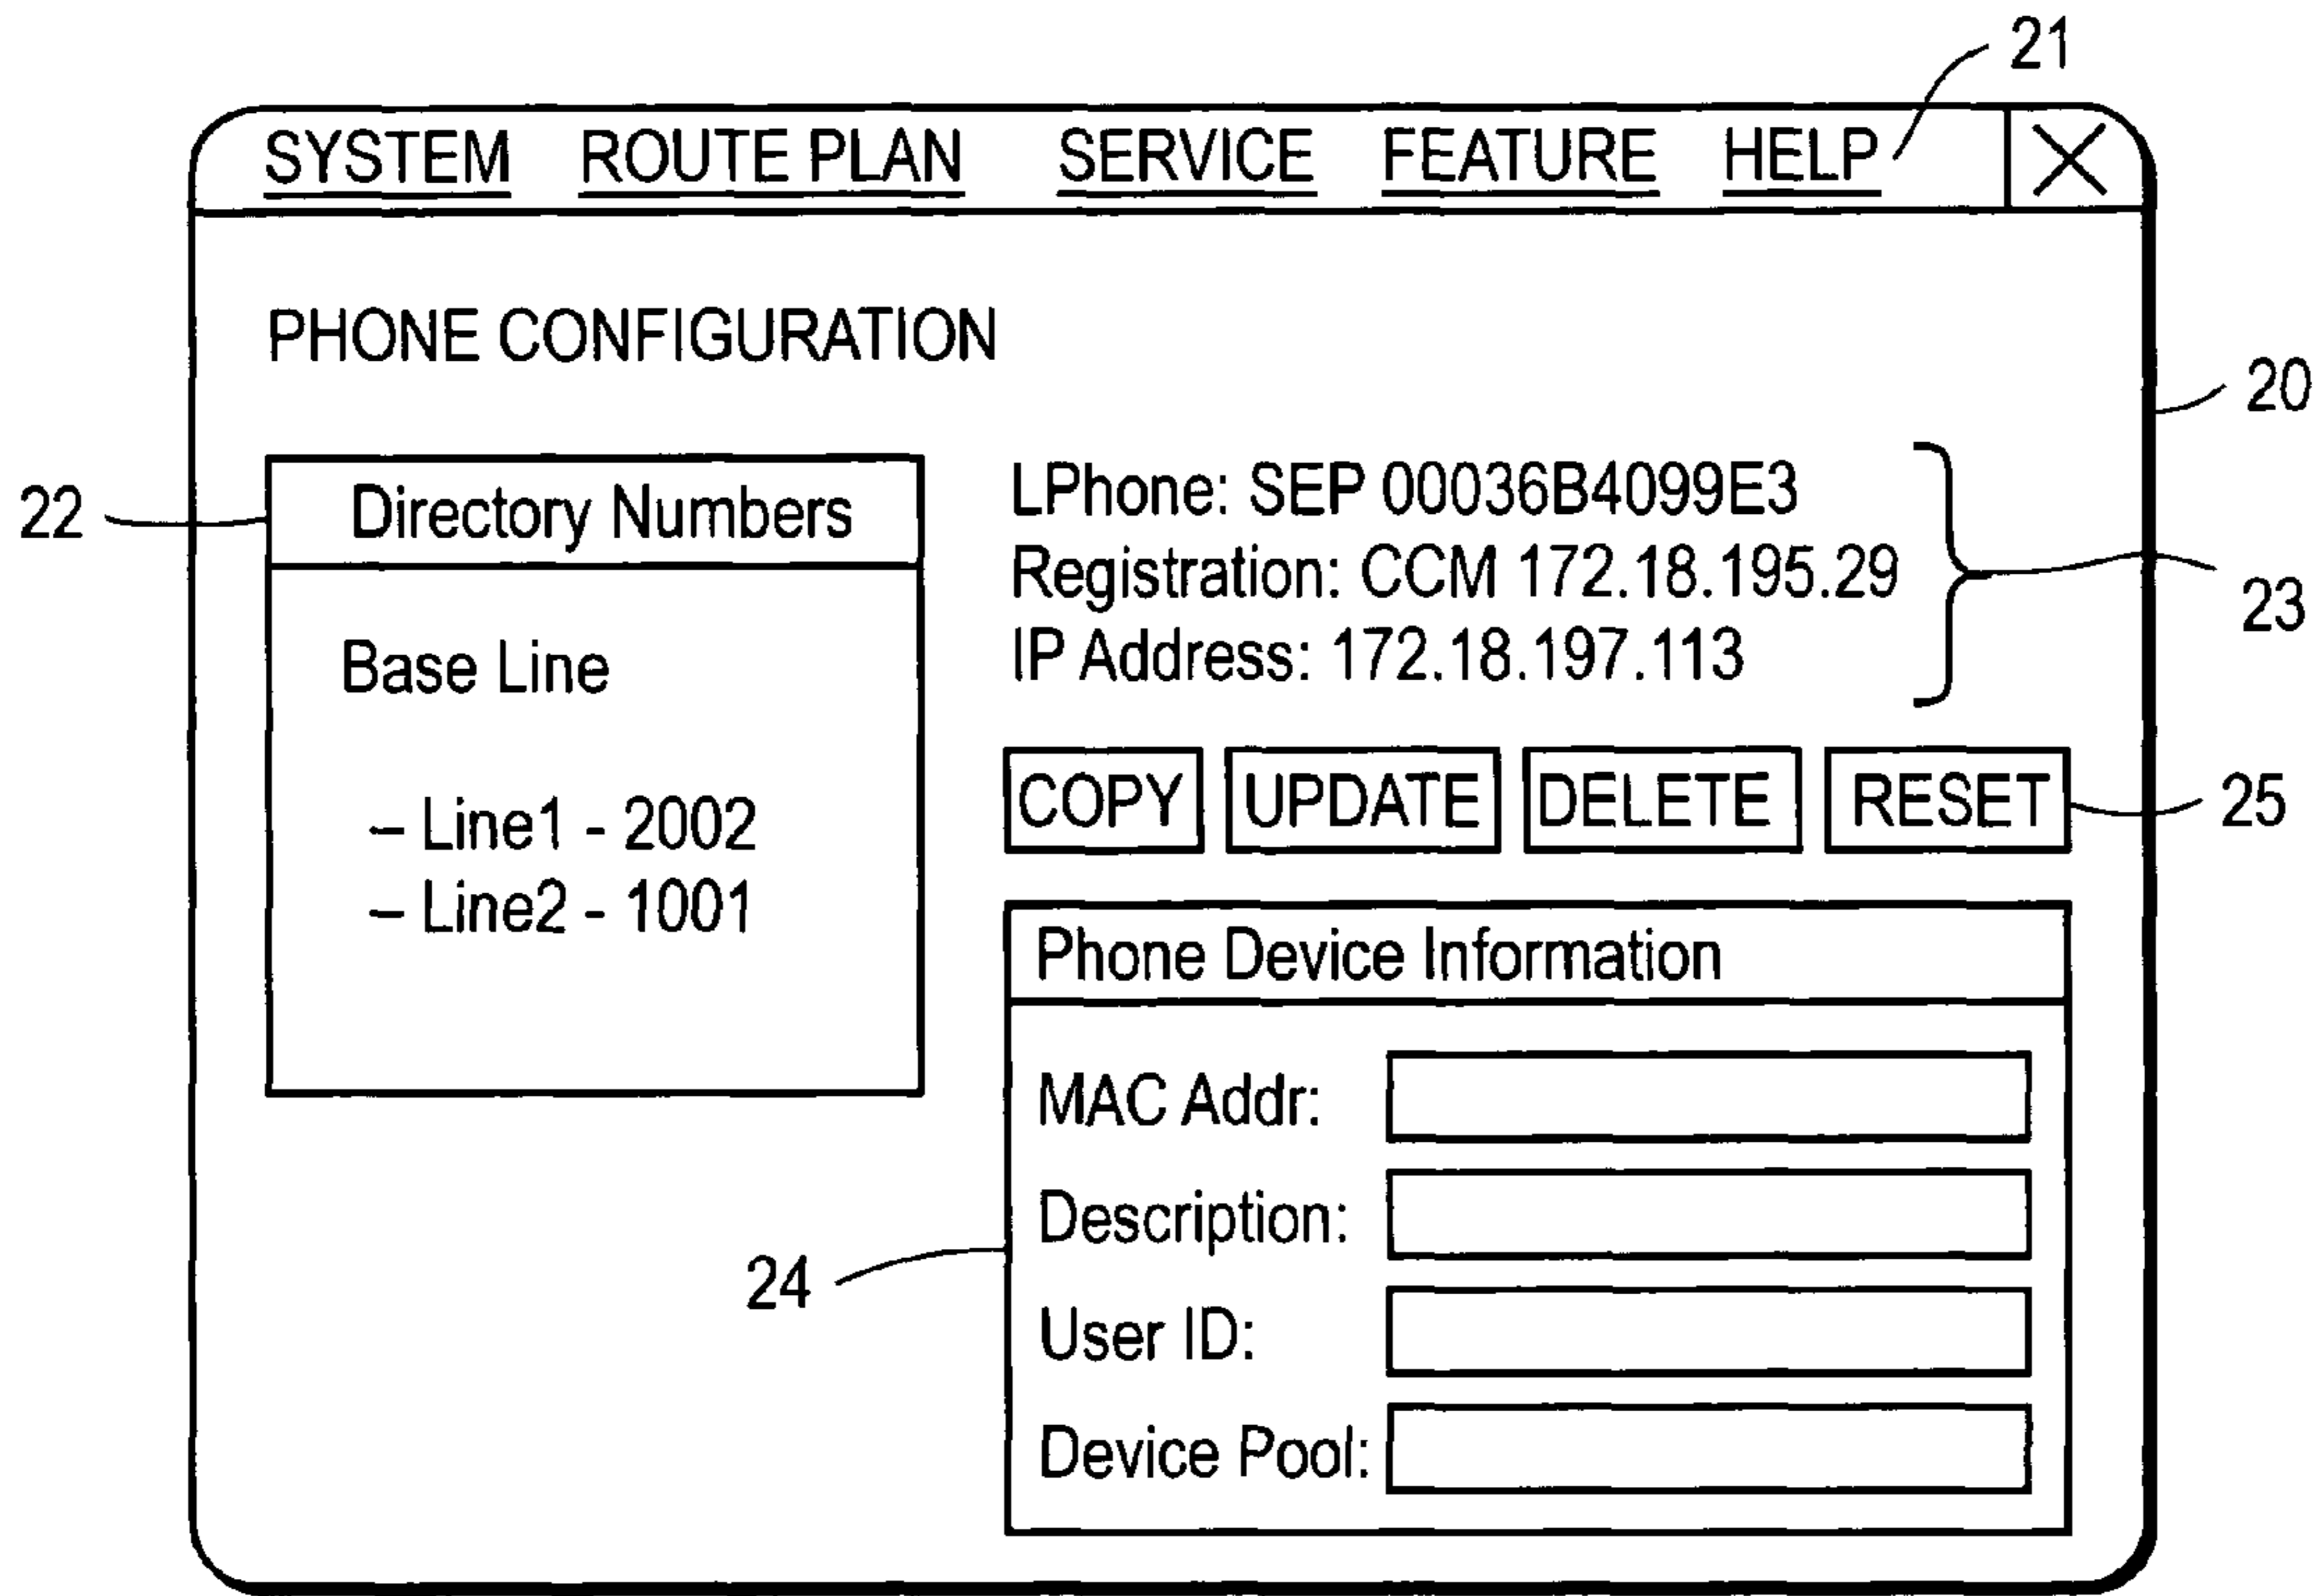 21
SYSTEM ROUTE PLAN SERVICE FEATURE HELP X
PHONE CONFIGURATION
20
22
Directory Numbers
Base Line
– Line1 - 2002
– Line2 - 1001
LPhone: SEP 00036B4099E3
Registration: CCM 172.18.195.29
IP Address: 172.18.197.113
23
COPY UPDATE DELETE RESET
25
Phone Device Information
MAC Addr:
Description:
User ID:
Device Pool:
24